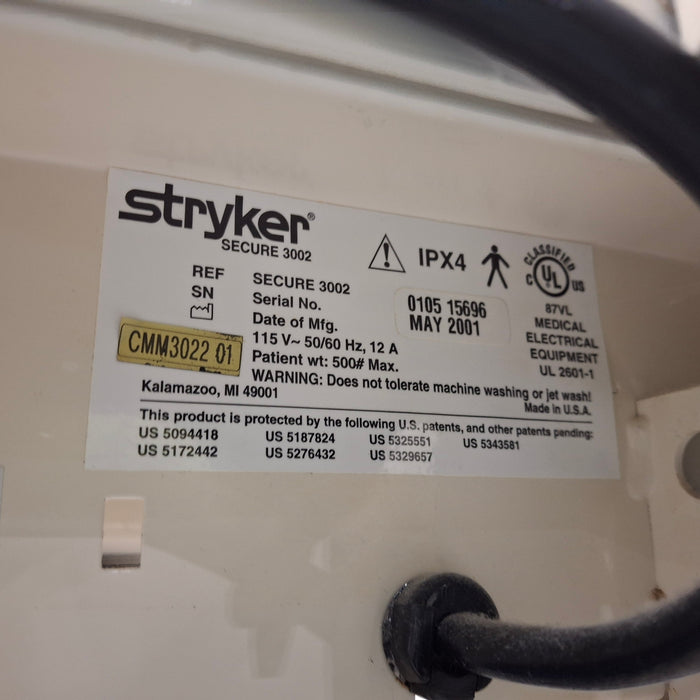 stryker®
SECURE 3002
IPX4
CLASSIFIED
C UL US
87VL
MEDICAL
ELECTRICAL
EQUIPMENT
UL 2601-1
REF SECURE 3002
SN Serial No. 0105 15696
Date of Mfg. MAY 2001
115 V~ 50/60 Hz, 12 A
CMM3022 01
Patient wt: 500# Max.
WARNING: Does not tolerate machine washing or jet wash!
Kalamazoo, MI 49001
Made in U.S.A.
This product is protected by the following U.S. patents, and other patents pending:
US 5094418 US 5187824 US 5325551 US 5343581
US 5172442 US 5276432 US 5329657